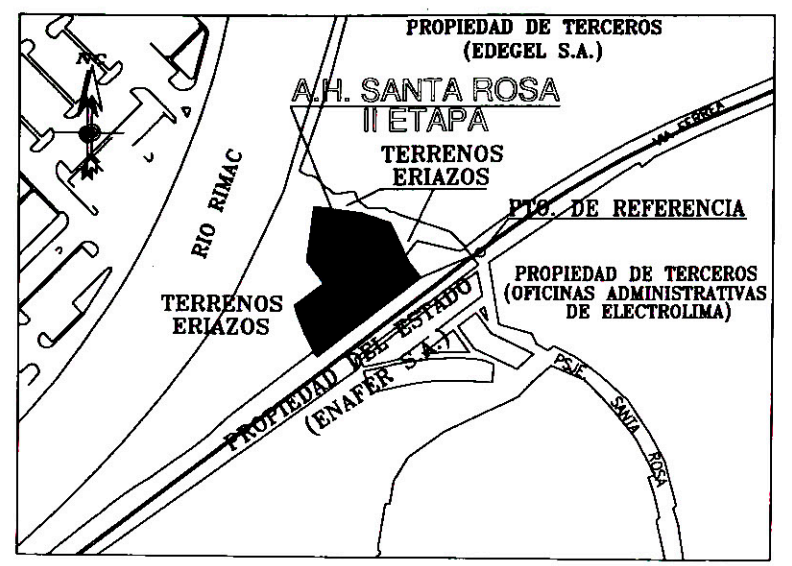 PROPIEDAD DE TERCEROS
(EDEGEL S.A.)
NC
A.H. SANTA ROSA
II ETAPA
TERRENOS
ERIAZOS
VIA FERREA
RIO RIMAC
PTO. DE REFERENCIA
PROPIEDAD DE TERCEROS
(OFICINAS ADMINISTRATIVAS
DE ELECTROLIMA)
TERRENOS
ERIAZOS
PROPIEDAD DEL ESTADO
(ENAFER S.A.)
PSJE. SANTA ROSA